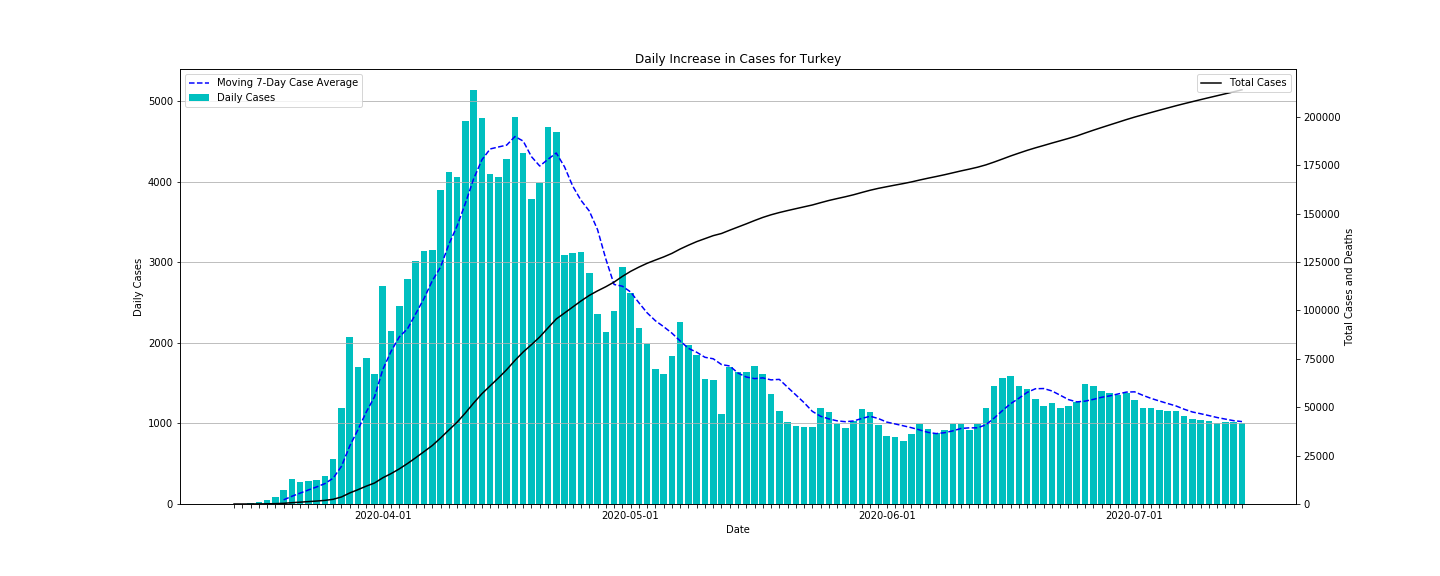 Daily Increase in Cases for Turkey
Moving 7-Day Case Average
Daily Cases
Total Cases
5000
4000
3000
2000
1000
0
Daily Cases
200000
175000
150000
125000
100000
75000
50000
25000
0
Total Cases and Deaths
2020-04-01
2020-05-01
2020-06-01
2020-07-01
Date